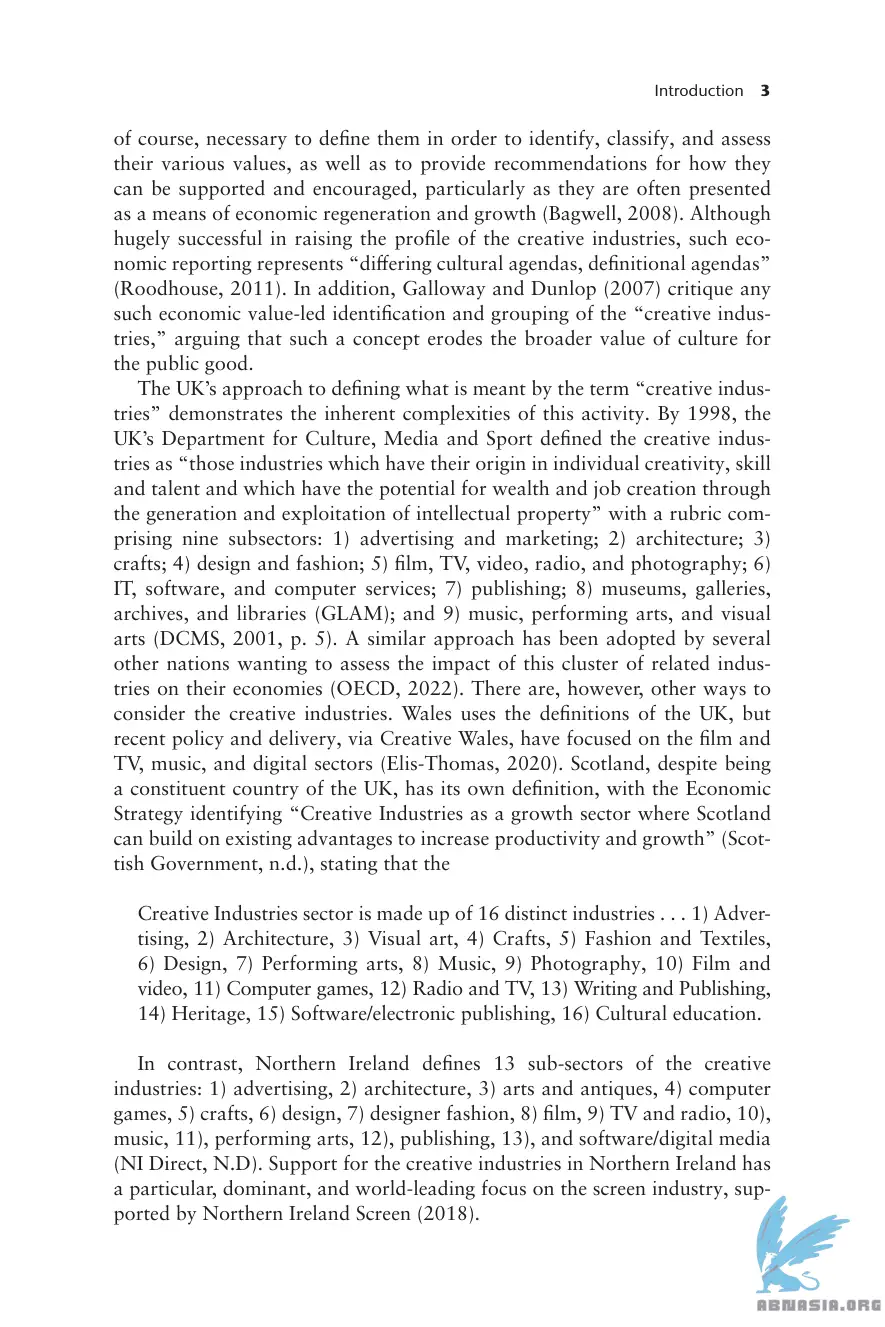 Introduction 3
of course, necessary to define them in order to identify, classify, and assess
their various values, as well as to provide recommendations for how they
can be supported and encouraged, particularly as they are often presented
as a means of economic regeneration and growth (Bagwell, 2008). Although
hugely successful in raising the profile of the creative industries, such eco-
nomic reporting represents “differing cultural agendas, definitional agendas”
(Roodhouse, 2011). In addition, Galloway and Dunlop (2007) critique any
such economic value-led identification and grouping of the “creative indus-
tries,” arguing that such a concept erodes the broader value of culture for
the public good.
The UK’s approach to defining what is meant by the term “creative indus-
tries” demonstrates the inherent complexities of this activity. By 1998, the
UK’s Department for Culture, Media and Sport defined the creative indus-
tries as “those industries which have their origin in individual creativity, skill
and talent and which have the potential for wealth and job creation through
the generation and exploitation of intellectual property” with a rubric com-
prising nine subsectors: 1) advertising and marketing; 2) architecture; 3)
crafts; 4) design and fashion; 5) film, TV, video, radio, and photography; 6)
IT, software, and computer services; 7) publishing; 8) museums, galleries,
archives, and libraries (GLAM); and 9) music, performing arts, and visual
arts (DCMS, 2001, p. 5). A similar approach has been adopted by several
other nations wanting to assess the impact of this cluster of related indus-
tries on their economies (OECD, 2022). There are, however, other ways to
consider the creative industries. Wales uses the definitions of the UK, but
recent policy and delivery, via Creative Wales, have focused on the film and
TV, music, and digital sectors (Elis-Thomas, 2020). Scotland, despite being
a constituent country of the UK, has its own definition, with the Economic
Strategy identifying “Creative Industries as a growth sector where Scotland
can build on existing advantages to increase productivity and growth” (Scot-
tish Government, n.d.), stating that the
Creative Industries sector is made up of 16 distinct industries . . . 1) Adver-
tising, 2) Architecture, 3) Visual art, 4) Crafts, 5) Fashion and Textiles,
6) Design, 7) Performing arts, 8) Music, 9) Photography, 10) Film and
video, 11) Computer games, 12) Radio and TV, 13) Writing and Publishing,
14) Heritage, 15) Software/electronic publishing, 16) Cultural education.
In contrast, Northern Ireland defines 13 sub-sectors of the creative
industries: 1) advertising, 2) architecture, 3) arts and antiques, 4) computer
games, 5) crafts, 6) design, 7) designer fashion, 8) film, 9) TV and radio, 10),
music, 11), performing arts, 12), publishing, 13), and software/digital media
(NI Direct, N.D). Support for the creative industries in Northern Ireland has
a particular, dominant, and world-leading focus on the screen industry, sup-
ported by Northern Ireland Screen (2018).
ABNASIA.ORG